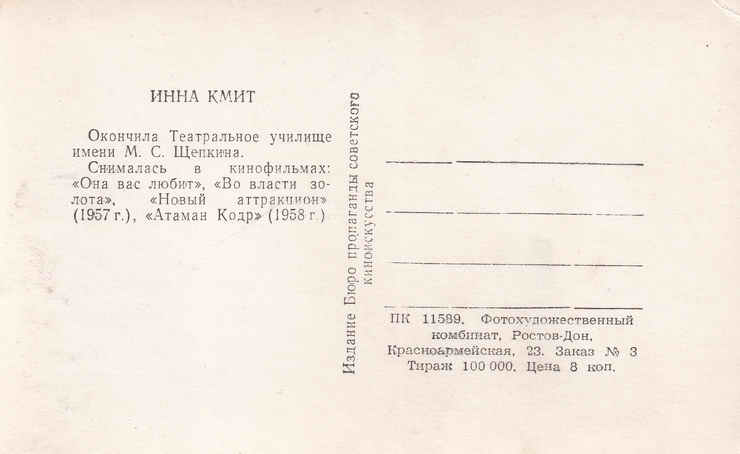 ИННА КМИТ
Окончила Театральное училище
имени М. С. Щепкина.
Снималась в кинофильмах:
«Она вас любит», «Во власти зо-
лота», «Новый аттракцион»
(1957 г.), «Атаман Кодр» (1958 г.)
Издание Бюро пропаганды советского
киноискусства
ПК 11589. Фотохудожественный
комбинат, Ростов-Дон,
Красноармейская, 23. Заказ № 3
Тираж 100 000. Цена 8 коп.